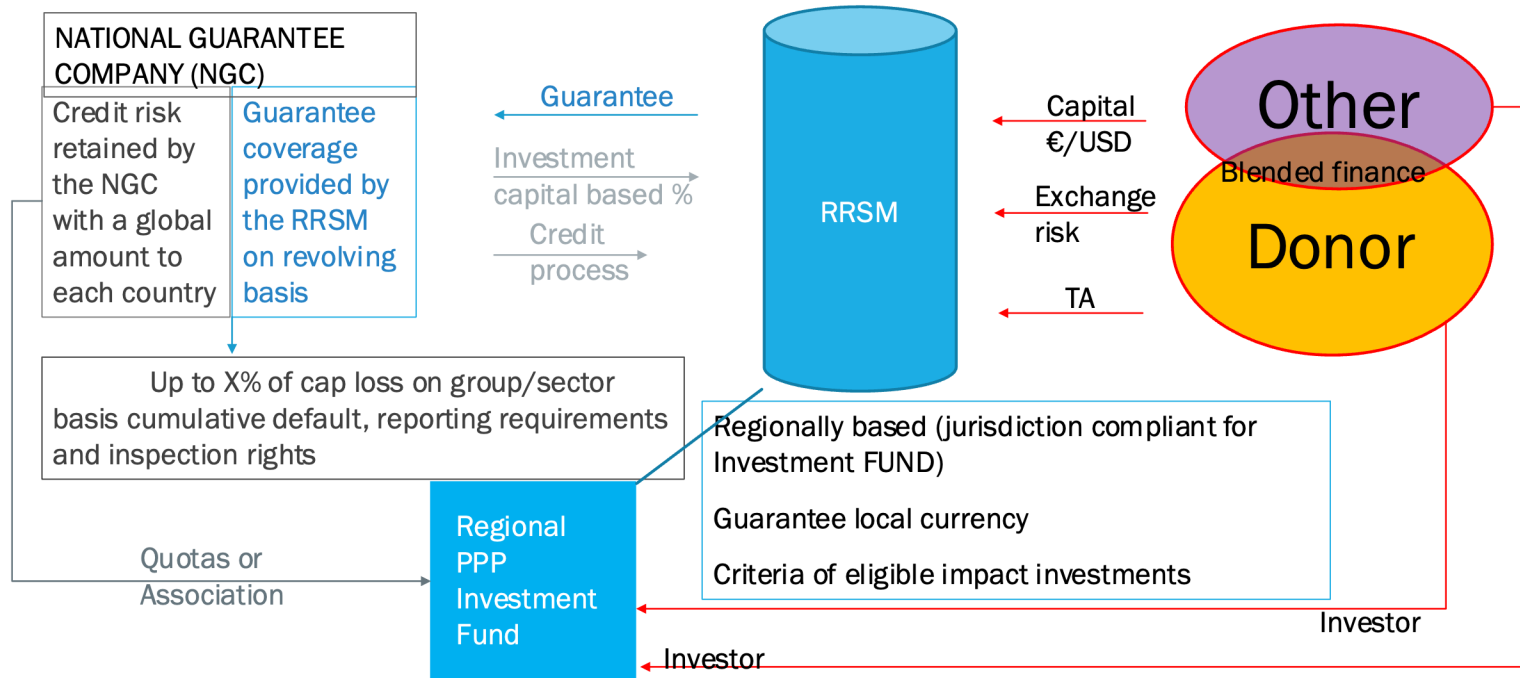 NATIONAL GUARANTEE
COMPANY (NGC)
Credit risk
retained by
the NGC
with a global
amount to
each country
Guarantee
coverage
provided by
the RRSM
on revolving
basis
Guarantee
Investment
capital based %
Credit
process
RRSM
Capital
€/USD
Exchange
risk
TA
Other
Blended finance
Donor
Up to X% of cap loss on group/sector
basis cumulative default, reporting requirements
and inspection rights
Regionally based (jurisdiction compliant for
Investment FUND)
Guarantee local currency
Criteria of eligible impact investments
Quotas or
Association
Regional
PPP
Investment
Fund
Investor
Investor